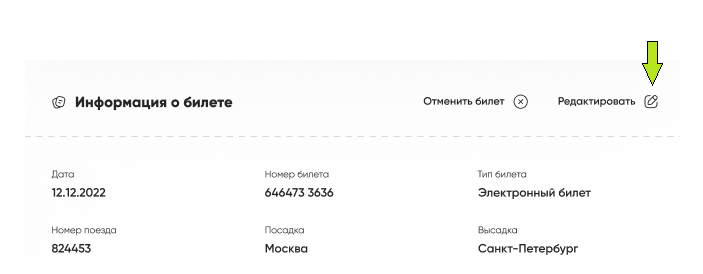 Информация о билете
Отменить билет
Редактировать
Дата
Номер билета
Тип билета
12.12.2022
646473 3636
Электронный билет
Номер поезда
Посадка
Высадка
824453
Москва
Санкт-Петербург